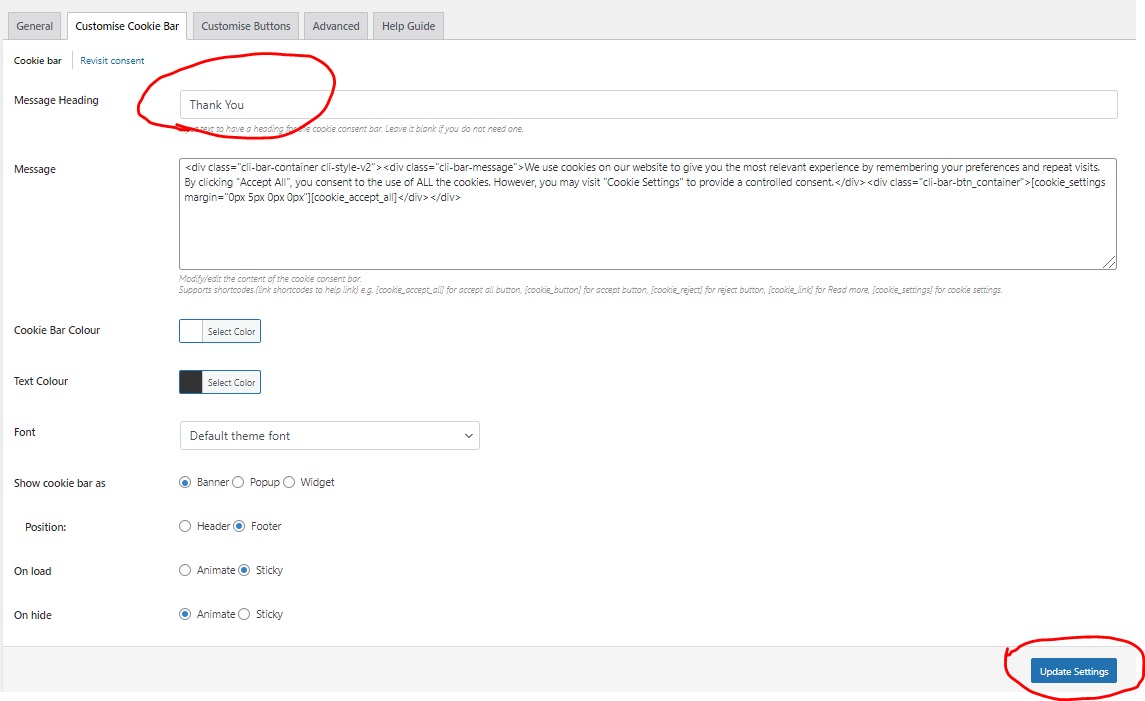 General Customise Cookie Bar Customise Buttons Advanced Help Guide
Cookie bar Revisit consent
Message Heading
Thank You
text to have a heading for the cookie consent bar. Leave it blank if you do not need one.
Message
<div class="cli-bar-container cli-style-v2"><div class="cli-bar-message">We use cookies on our website to give you the most relevant experience by remembering your preferences and repeat visits.
By clicking “Accept All”, you consent to the use of ALL the cookies. However, you may visit "Cookie Settings" to provide a controlled consent.</div><div class="cli-bar-btn_container">[cookie_settings
margin="0px 5px 0px 0px"][cookie_accept_all]</div></div>
Modify/edit the content of the cookie consent bar.
Supports shortcodes.(link shortcodes to help link) e.g. [cookie_accept_all] for accept all button, [cookie_button] for accept button, [cookie_reject] for reject button, [cookie_link] for Read more, [cookie_settings] for cookie settings.
Cookie Bar Colour
Select Color
Text Colour
Select Color
Font
Default theme font
Show cookie bar as
Banner Popup Widget
Position:
Header Footer
On load
Animate Sticky
On hide
Animate Sticky
Update Settings